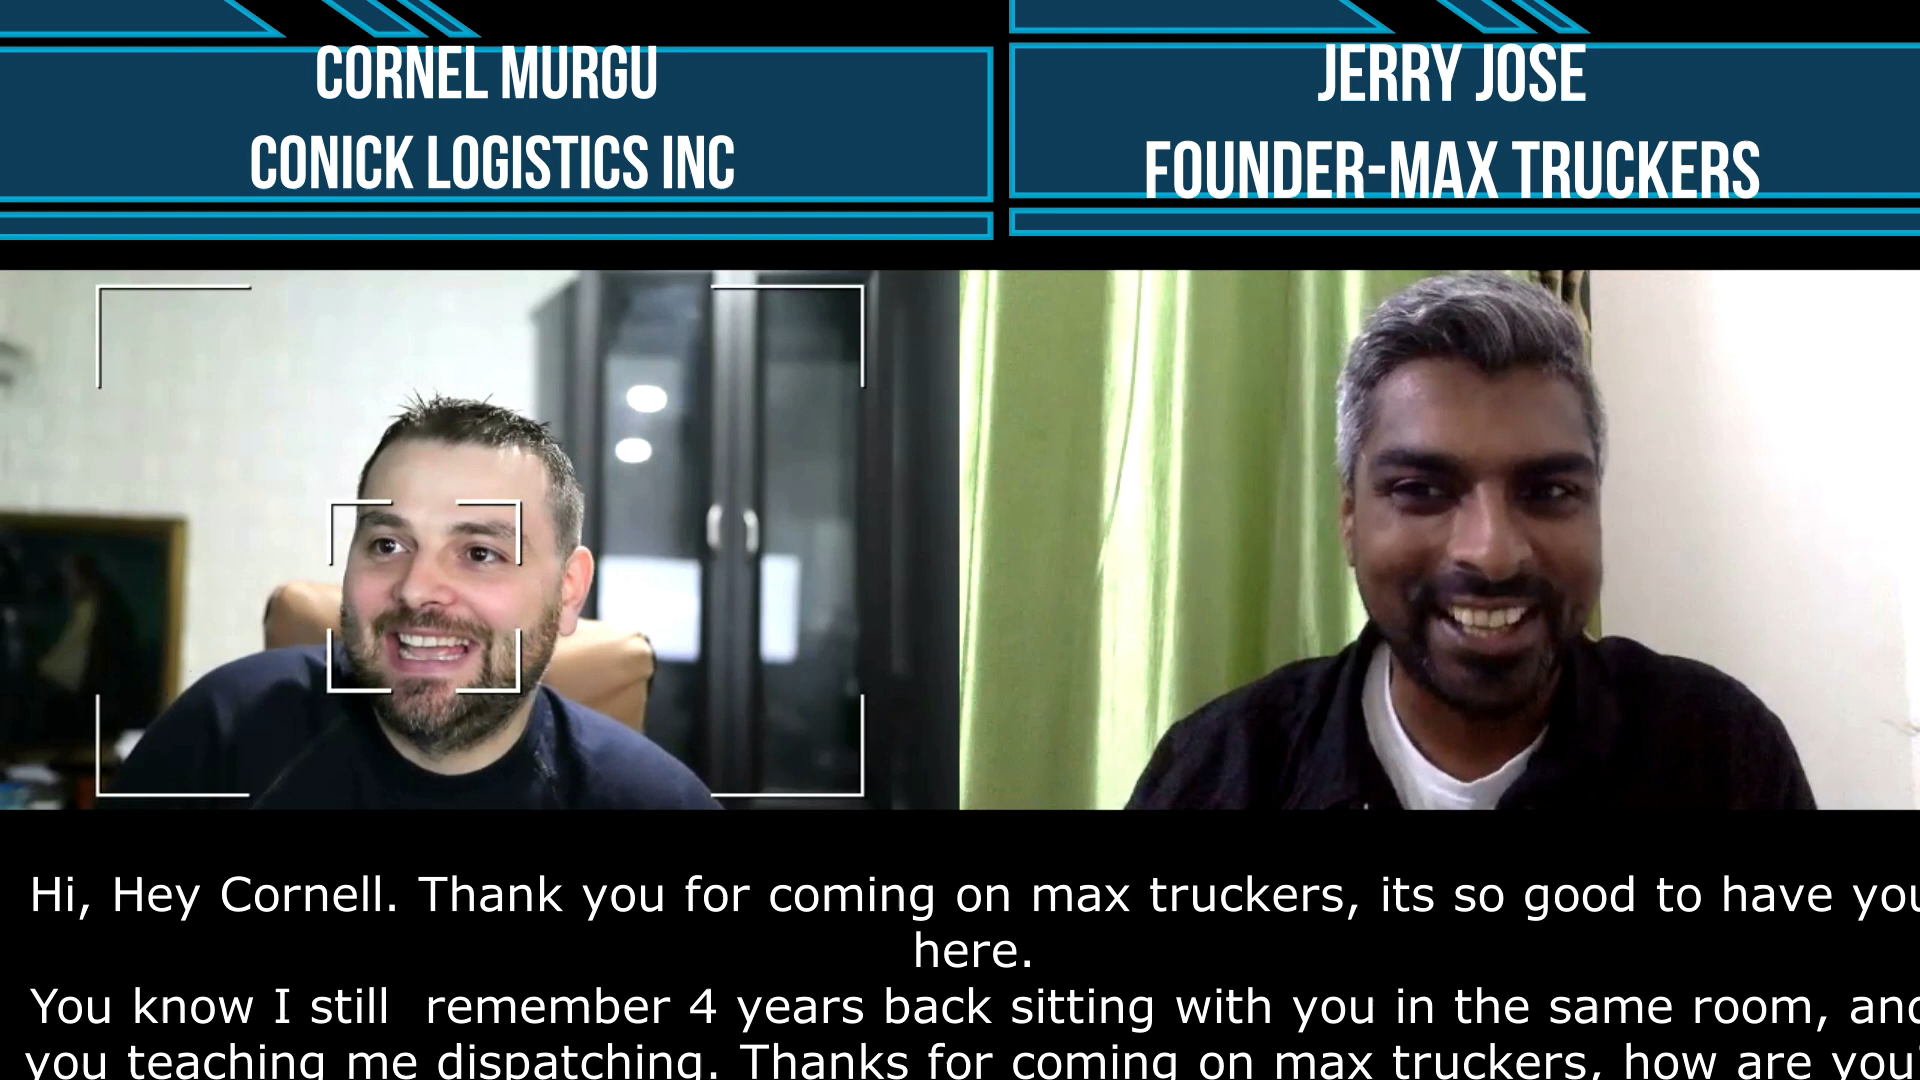 CORNEL MURGU
CONICK LOGISTICS INC
JERRY JOSE
FOUNDER-MAX TRUCKERS
Hi, Hey Cornell. Thank you for coming on max truckers, its so good to have you
here.
You know I still  remember 4 years back sitting with you in the same room, and
you teaching me dispatching. Thanks for coming on max truckers, how are you?